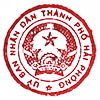 ỦY BAN NHÂN DÂN THÀNH PHỐ HẢI PHÒNG